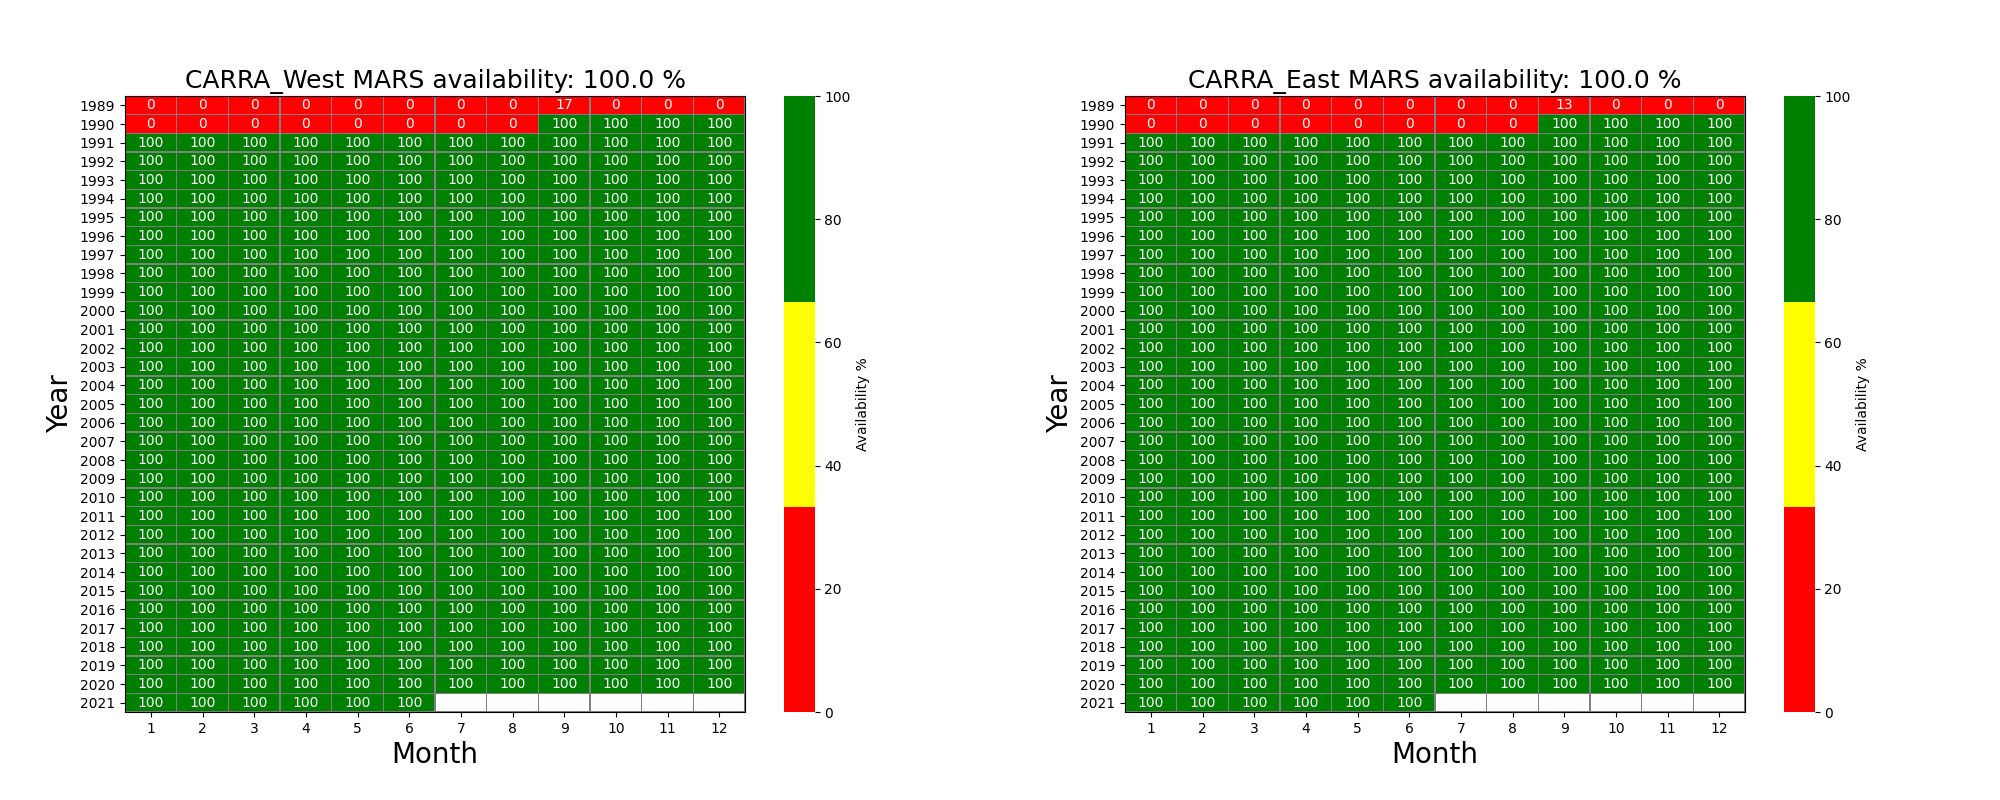 CARRA_West MARS availability: 100.0 %
1989 0 0 0 0 0 0 0 0 17 0 0 0
1990 0 0 0 0 0 0 0 0 100 100 100 100
1991 100 100 100 100 100 100 100 100 100 100 100 100
1992 100 100 100 100 100 100 100 100 100 100 100 100
1993 100 100 100 100 100 100 100 100 100 100 100 100
1994 100 100 100 100 100 100 100 100 100 100 100 100
1995 100 100 100 100 100 100 100 100 100 100 100 100
1996 100 100 100 100 100 100 100 100 100 100 100 100
1997 100 100 100 100 100 100 100 100 100 100 100 100
1998 100 100 100 100 100 100 100 100 100 100 100 100
1999 100 100 100 100 100 100 100 100 100 100 100 100
2000 100 100 100 100 100 100 100 100 100 100 100 100
2001 100 100 100 100 100 100 100 100 100 100 100 100
2002 100 100 100 100 100 100 100 100 100 100 100 100
2003 100 100 100 100 100 100 100 100 100 100 100 100
2004 100 100 100 100 100 100 100 100 100 100 100 100
2005 100 100 100 100 100 100 100 100 100 100 100 100
2006 100 100 100 100 100 100 100 100 100 100 100 100
2007 100 100 100 100 100 100 100 100 100 100 100 100
2008 100 100 100 100 100 100 100 100 100 100 100 100
2009 100 100 100 100 100 100 100 100 100 100 100 100
2010 100 100 100 100 100 100 100 100 100 100 100 100
2011 100 100 100 100 100 100 100 100 100 100 100 100
2012 100 100 100 100 100 100 100 100 100 100 100 100
2013 100 100 100 100 100 100 100 100 100 100 100 100
2014 100 100 100 100 100 100 100 100 100 100 100 100
2015 100 100 100 100 100 100 100 100 100 100 100 100
2016 100 100 100 100 100 100 100 100 100 100 100 100
2017 100 100 100 100 100 100 100 100 100 100 100 100
2018 100 100 100 100 100 100 100 100 100 100 100 100
2019 100 100 100 100 100 100 100 100 100 100 100 100
2020 100 100 100 100 100 100 100 100 100 100 100 100
2021 100 100 100 100 100 100
1 2 3 4 5 6 7 8 9 10 11 12
Month
Year
100
80
60
40
20
0
Availability %
CARRA_East MARS availability: 100.0 %
1989 0 0 0 0 0 0 0 0 13 0 0 0
1990 0 0 0 0 0 0 0 0 100 100 100 100
1991 100 100 100 100 100 100 100 100 100 100 100 100
1992 100 100 100 100 100 100 100 100 100 100 100 100
1993 100 100 100 100 100 100 100 100 100 100 100 100
1994 100 100 100 100 100 100 100 100 100 100 100 100
1995 100 100 100 100 100 100 100 100 100 100 100 100
1996 100 100 100 100 100 100 100 100 100 100 100 100
1997 100 100 100 100 100 100 100 100 100 100 100 100
1998 100 100 100 100 100 100 100 100 100 100 100 100
1999 100 100 100 100 100 100 100 100 100 100 100 100
2000 100 100 100 100 100 100 100 100 100 100 100 100
2001 100 100 100 100 100 100 100 100 100 100 100 100
2002 100 100 100 100 100 100 100 100 100 100 100 100
2003 100 100 100 100 100 100 100 100 100 100 100 100
2004 100 100 100 100 100 100 100 100 100 100 100 100
2005 100 100 100 100 100 100 100 100 100 100 100 100
2006 100 100 100 100 100 100 100 100 100 100 100 100
2007 100 100 100 100 100 100 100 100 100 100 100 100
2008 100 100 100 100 100 100 100 100 100 100 100 100
2009 100 100 100 100 100 100 100 100 100 100 100 100
2010 100 100 100 100 100 100 100 100 100 100 100 100
2011 100 100 100 100 100 100 100 100 100 100 100 100
2012 100 100 100 100 100 100 100 100 100 100 100 100
2013 100 100 100 100 100 100 100 100 100 100 100 100
2014 100 100 100 100 100 100 100 100 100 100 100 100
2015 100 100 100 100 100 100 100 100 100 100 100 100
2016 100 100 100 100 100 100 100 100 100 100 100 100
2017 100 100 100 100 100 100 100 100 100 100 100 100
2018 100 100 100 100 100 100 100 100 100 100 100 100
2019 100 100 100 100 100 100 100 100 100 100 100 100
2020 100 100 100 100 100 100 100 100 100 100 100 100
2021 100 100 100 100 100 100
1 2 3 4 5 6 7 8 9 10 11 12
Month
Year
100
80
60
40
20
0
Availability %